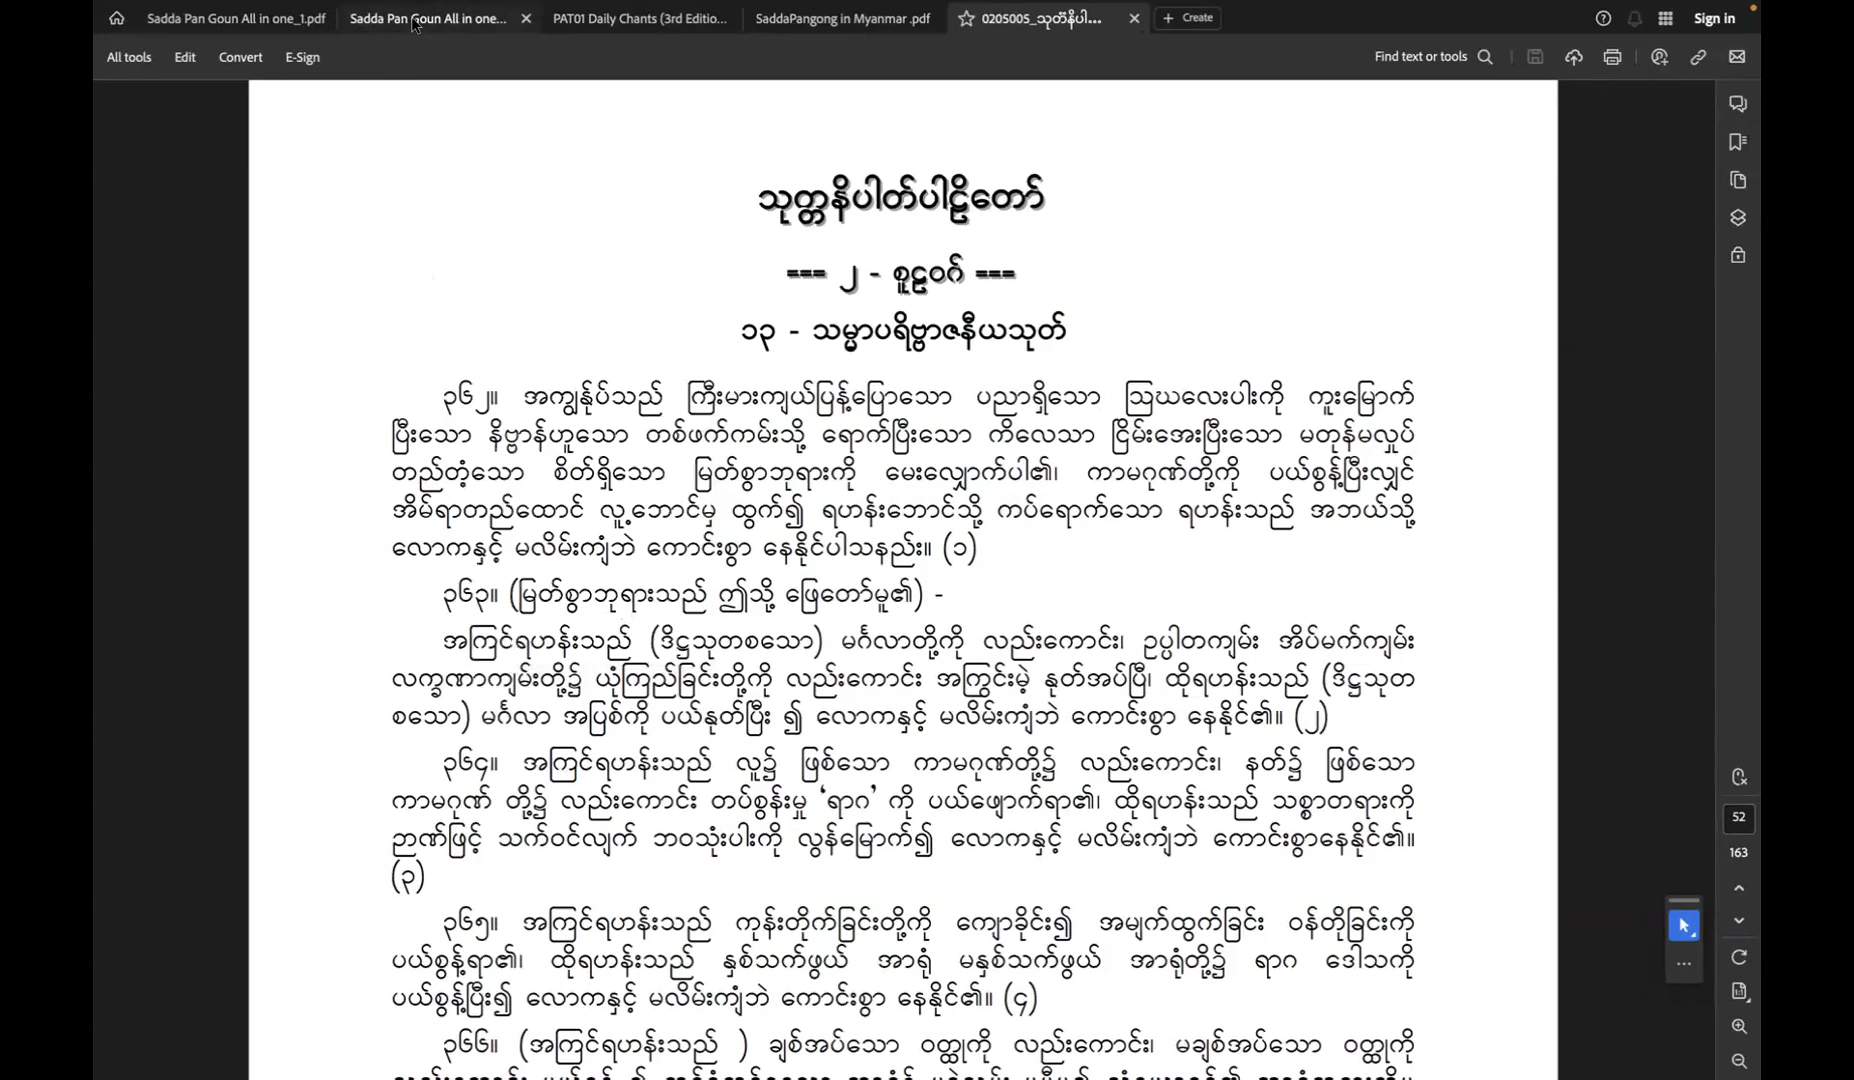 Sadda Pan Goun All in one_1.pdf
Sadda Pan Goun All in one...
PAT01 Daily Chants (3rd Editio...
SaddaPangong in Myanmar .pdf
0205005_သုတ္တံနိပါ...
Create
Sign in
All tools
Edit
Convert
E-Sign
Find text or tools
သုတ္တနိပါတ်ပါဠိတော်
=== ၂ - စူဠဝဂ် ===
၁၃ - သမ္မာပရိဗ္ဗာဇနီယသုတ်
၃၆၂။ အကျွန်ုပ်သည် ကြီးမားကျယ်ပြန့်ပြောသော ပညာရှိသော ဩဃလေးပါးကို ကူးမြောက်
ပြီးသော နိဗ္ဗာန်ဟူသော တစ်ဖက်ကမ်းသို့ ရောက်ပြီးသော ကိလေသာ ငြိမ်းအေးပြီးသော မတုန်မလှုပ်
တည်တံ့သော စိတ်ရှိသော မြတ်စွာဘုရားကို မေးလျှောက်ပါ၏၊ ကာမဂုဏ်တို့ကို ပယ်စွန့်ပြီးလျှင်
အိမ်ရာတည်ထောင် လူ့ဘောင်မှ ထွက်၍ ရဟန်းဘောင်သို့ ကပ်ရောက်သော ရဟန်းသည် အဘယ်သို့
လောကနှင့် မလိမ်းကျံဘဲ ကောင်းစွာ နေနိုင်ပါသနည်း။ (၁)
၃၆၃။ (မြတ်စွာဘုရားသည် ဤသို့ ဖြေတော်မူ၏) -
အကြင်ရဟန်းသည် (ဒိဋ္ဌသုတစသော) မင်္ဂလာတို့ကို လည်းကောင်း၊ ဥပ္ပါတကျမ်း အိပ်မက်ကျမ်း
လက္ခဏာကျမ်းတို့၌ ယုံကြည်ခြင်းတို့ကို လည်းကောင်း အကြွင်းမဲ့ နုတ်အပ်ပြီ၊ ထိုရဟန်းသည် (ဒိဋ္ဌသုတ
စသော) မင်္ဂလာ အပြစ်ကို ပယ်နုတ်ပြီး ၍ လောကနှင့် မလိမ်းကျံဘဲ ကောင်းစွာ နေနိုင်၏။ (၂)
၃၆၄။ အကြင်ရဟန်းသည် လူ၌ ဖြစ်သော ကာမဂုဏ်တို့၌ လည်းကောင်း၊ နတ်၌ ဖြစ်သော
ကာမဂုဏ် တို့၌ လည်းကောင်း တပ်စွန်းမှု ‘ရာဂ’ ကို ပယ်ဖျောက်ရာ၏၊ ထိုရဟန်းသည် သစ္စာတရားကို
ဉာဏ်ဖြင့် သက်ဝင်လျက် ဘဝသုံးပါးကို လွန်မြောက်၍ လောကနှင့် မလိမ်းကျံဘဲ ကောင်းစွာနေနိုင်၏။
(၃)
၃၆၅။ အကြင်ရဟန်းသည် ကုန်းတိုက်ခြင်းတို့ကို ကျောခိုင်း၍ အမျက်ထွက်ခြင်း ဝန်တိုခြင်းကို
ပယ်စွန့်ရာ၏၊ ထိုရဟန်းသည် နှစ်သက်ဖွယ် အာရုံ မနှစ်သက်ဖွယ် အာရုံတို့၌ ရာဂ ဒေါသကို
ပယ်စွန့်ပြီး၍ လောကနှင့် မလိမ်းကျံဘဲ ကောင်းစွာ နေနိုင်၏။ (၄)
၃၆၆။ (အကြင်ရဟန်းသည် ) ချစ်အပ်သော ဝတ္ထုကို လည်းကောင်း၊ မချစ်အပ်သော ဝတ္ထုကို
52
163